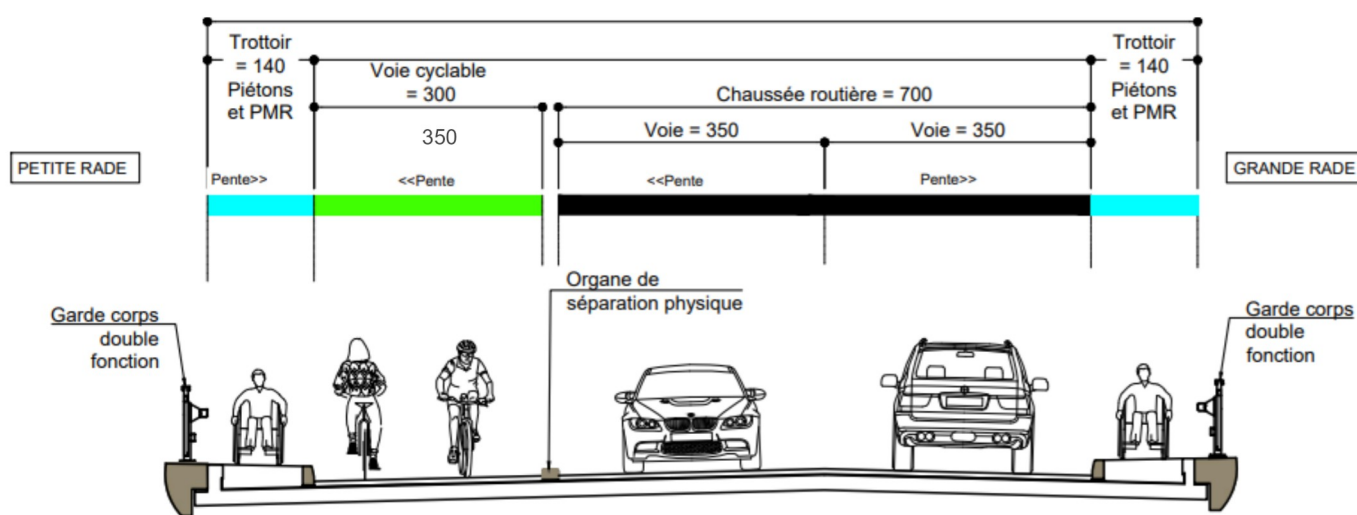 Trottoir
= 140
Piétons
et PMR
Voie cyclable
= 300
350
Chaussée routière = 700
Voie = 350
Voie = 350
Trottoir
= 140
Piétons
et PMR
PETITE RADE
GRANDE RADE
Pente>>
<<Pente
<<Pente
Pente>>
Organe de
séparation physique
Garde corps
double
fonction
Garde corps
double
fonction